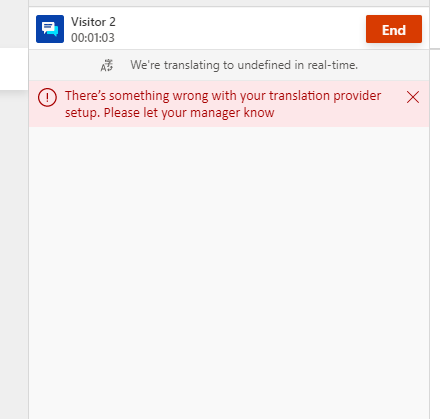 Visitor 2
00:01:03
End
We're translating to undefined in real-time.
There's something wrong with your translation provider
setup. Please let your manager know